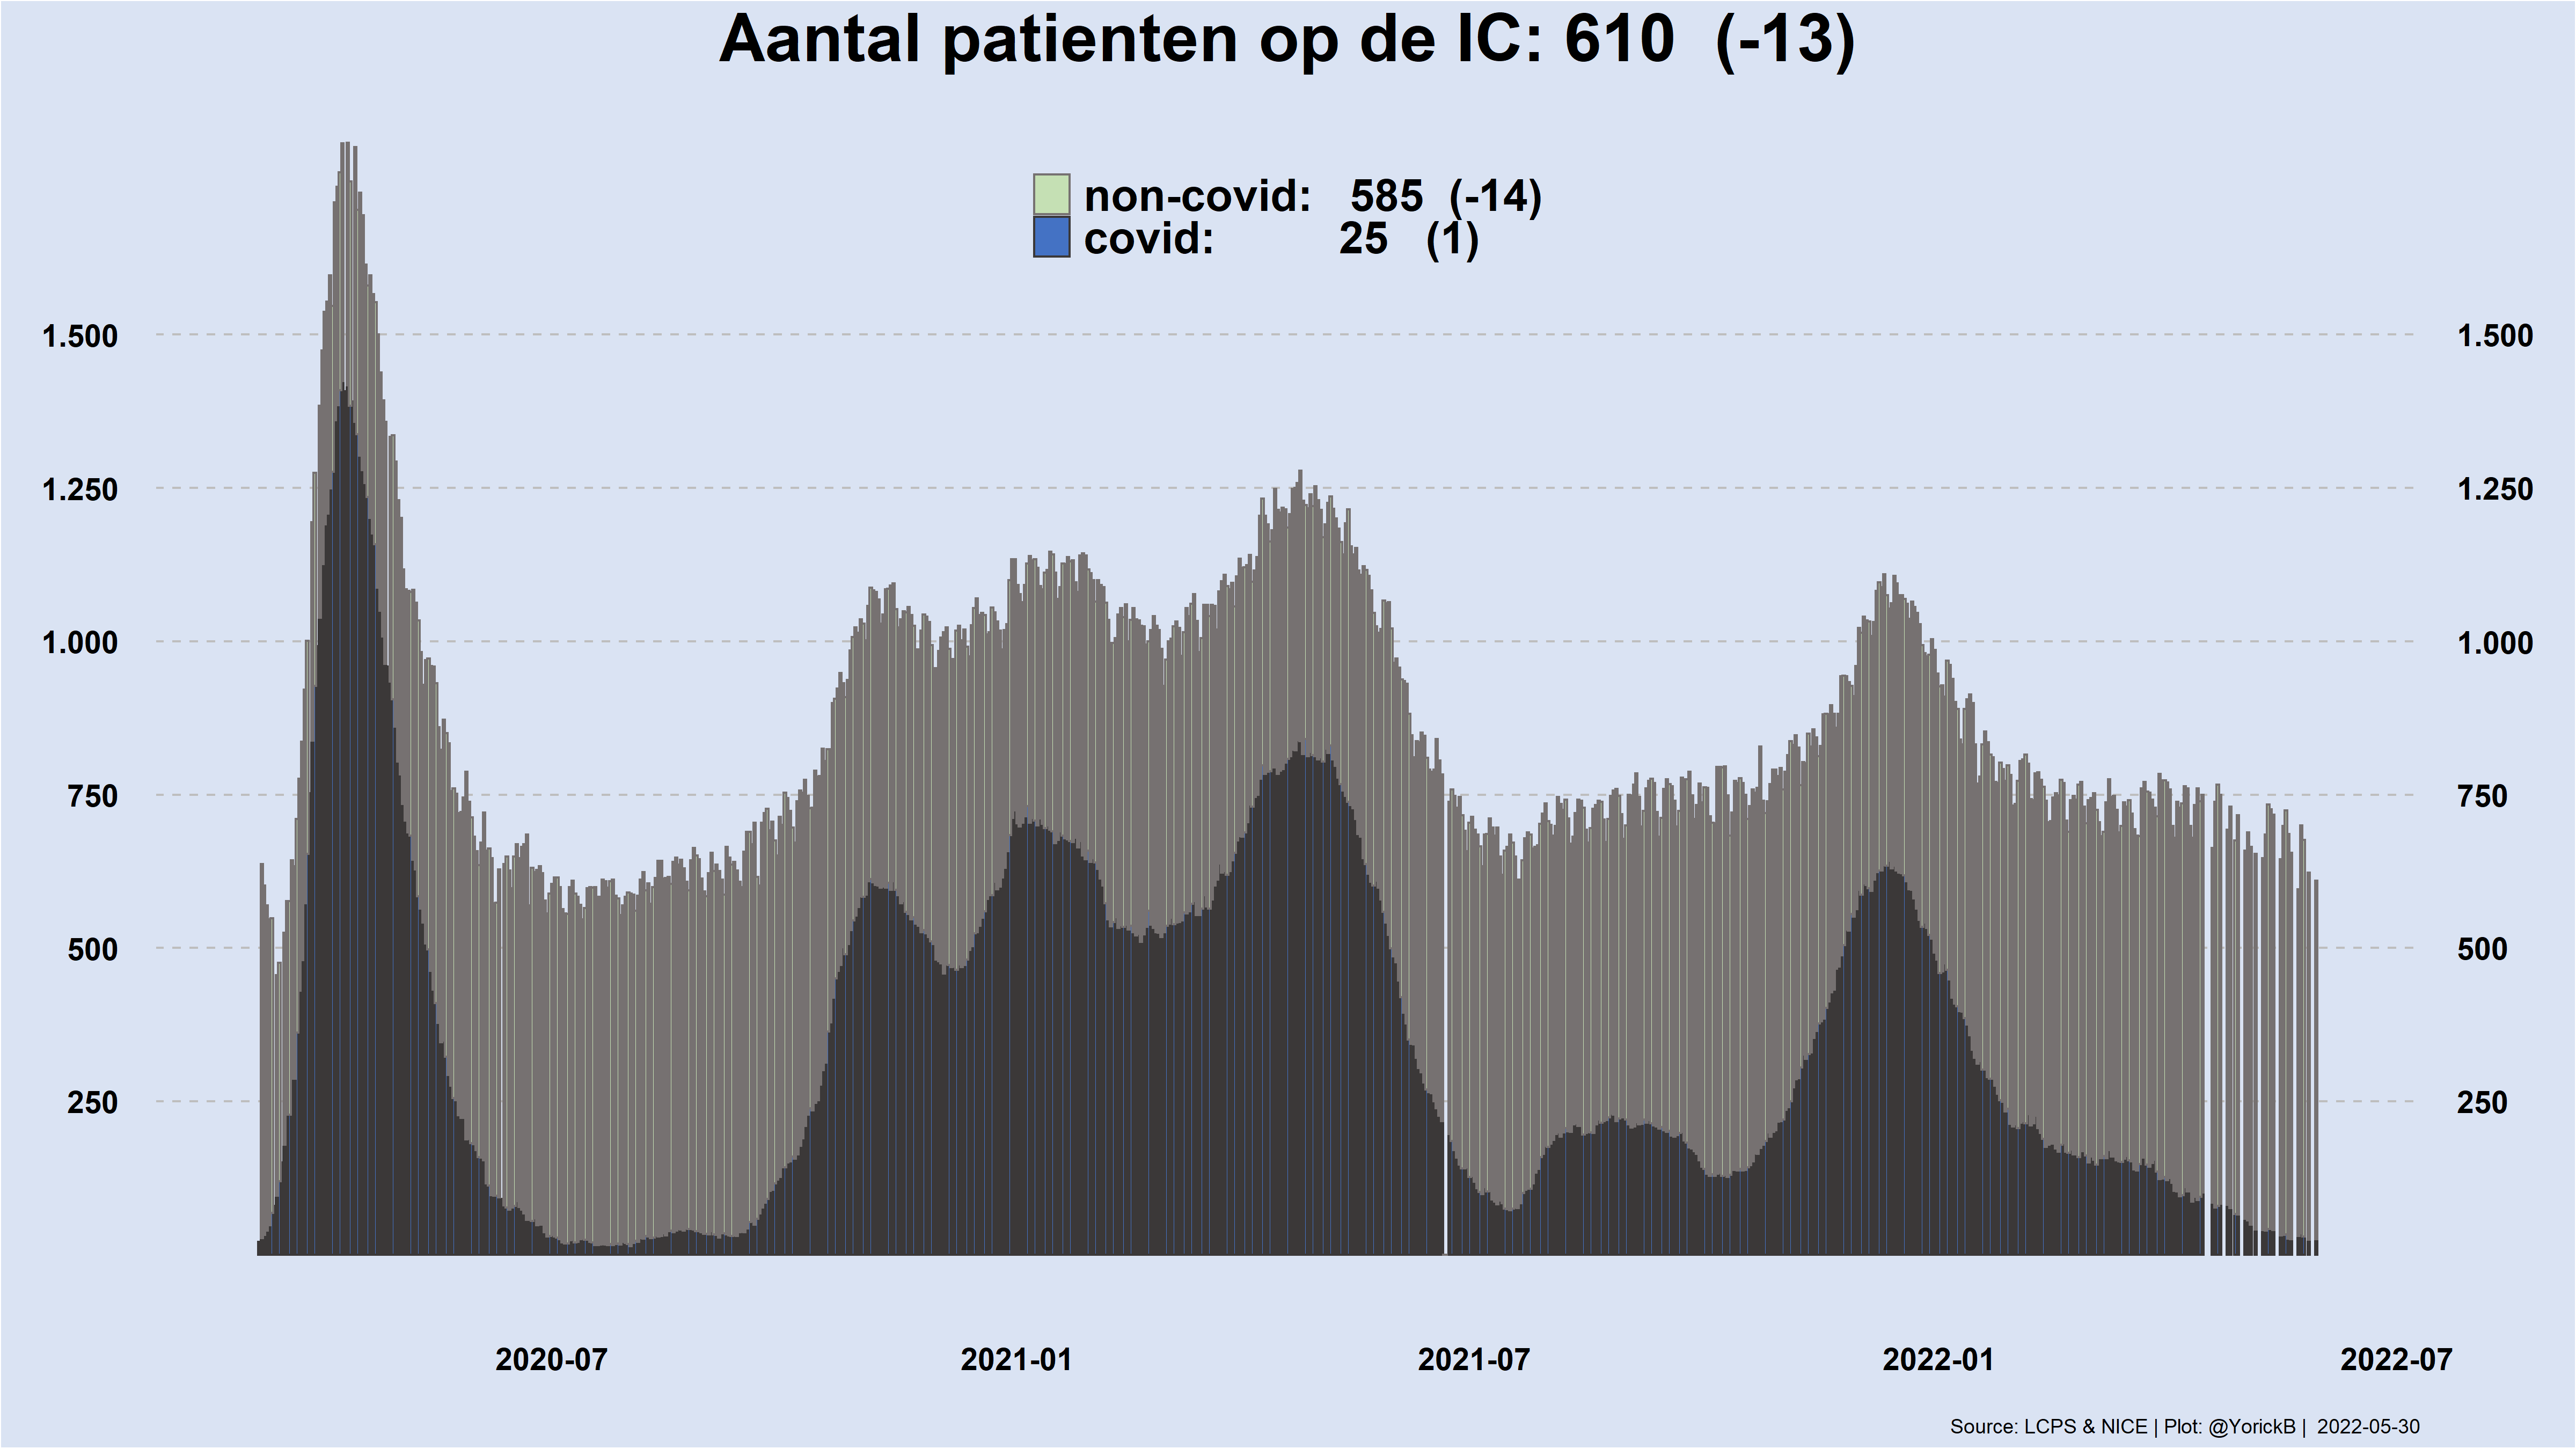 Aantal patienten op de IC: 610 (-13)
non-covid: 585 (-14)
covid: 25 (1)
1.500 1.500
1.250 1.250
1.000 1.000
750 750
500 500
250 250
2020-07 2021-01 2021-07 2022-01 2022-07
Source: LCPS & NICE | Plot: @YorickB | 2022-05-30